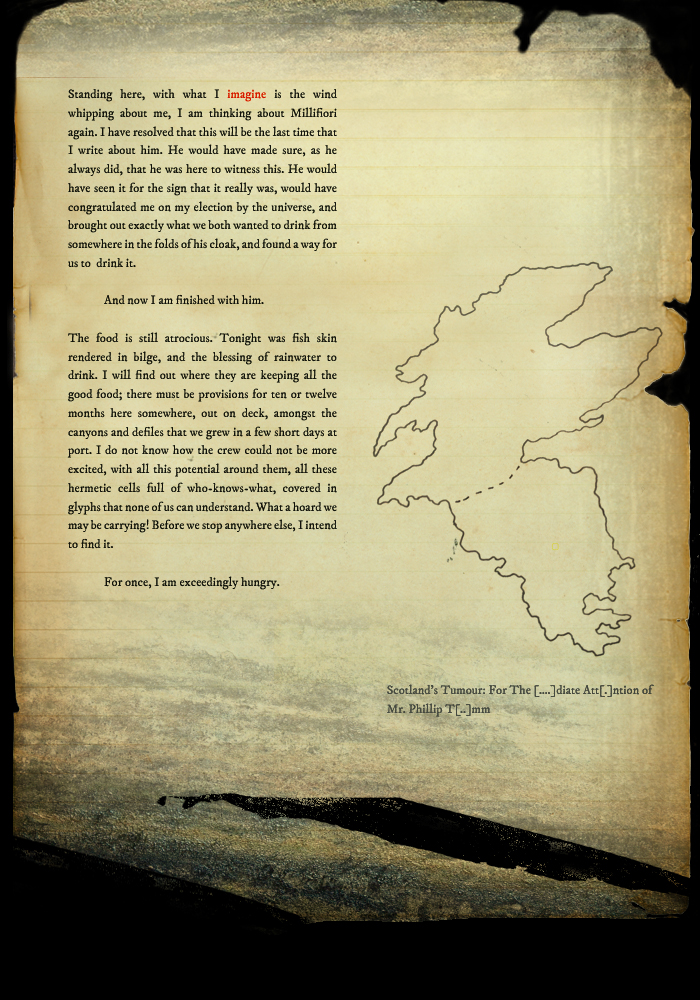 Standing here, with what I imagine is the wind
whipping about me, I am thinking about Millifiori
again. I have resolved that this will be the last time that
I write about him. He would have made sure, as he
always did, that he was here to witness this. He would
have seen it for the sign that it really was, would have
congratulated me on my election by the universe, and
brought out exactly what we both wanted to drink from
somewhere in the folds of his cloak, and found a way for
us to drink it.
And now I am finished with him.
The food is still atrocious. Tonight was fish skin
rendered in bilge, and the blessing of rainwater to
drink. I will find out where they are keeping all the
good food; there must be provisions for ten or twelve
months here somewhere, out on deck, amongst the
canyons and defiles that we grew in a few short days at
port. I do not know how the crew could not be more
excited, with all this potential around them, all these
hermetic cells full of who-knows-what, covered in
glyphs that none of us can understand. What a hoard we
may be carrying! Before we stop anywhere else, I intend
to find it.
For once, I am exceedingly hungry.
Scotland's Tumour: For The [....]diate Att[.]ntion of
Mr. Phillip T[..]mm